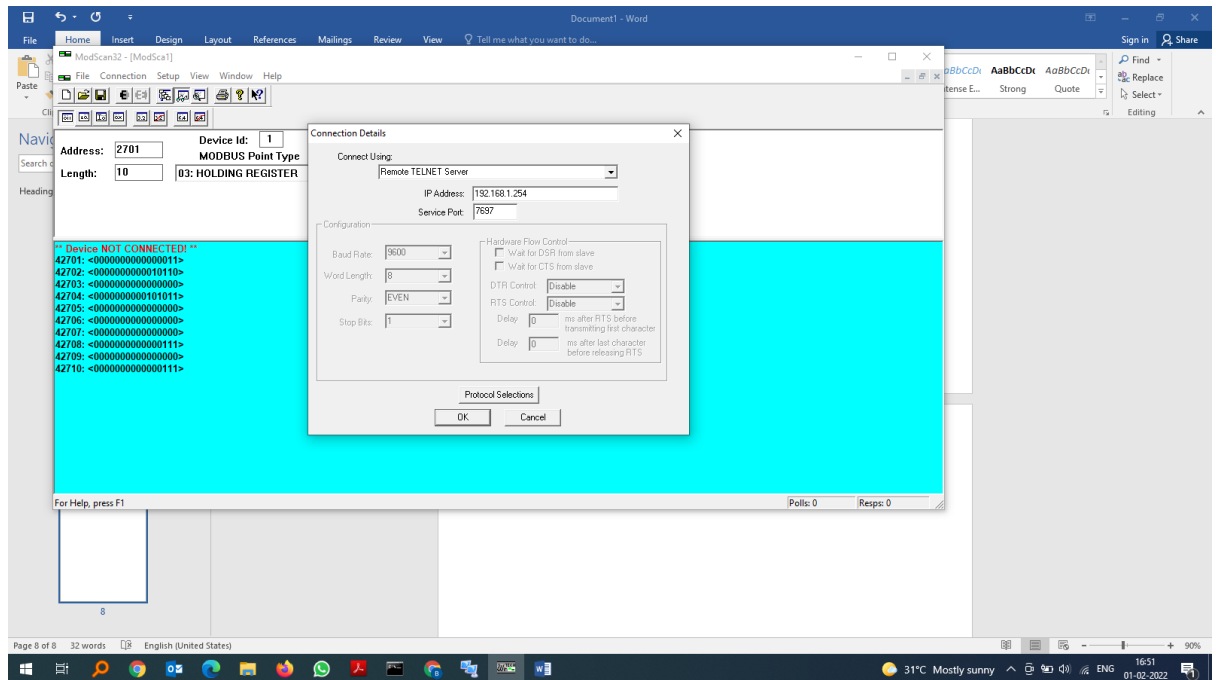 Document1 - Word
File Home Insert Design Layout References Mailings Review View Tell me what you want to do...
Sign in Share
Paste
Find
Replace
Select
Editing
AaBbCcDc AaBbCcDc
Strong Quote
ModScan32 - [ModSca1]
File Connection Setup View Window Help
Address: 2701
Device Id: 1
MODBUS Point Type
Length: 10
03: HOLDING REGISTER
** Device NOT CONNECTED! **
42701: <0000000000000011>
42702: <0000000000010110>
42703: <0000000000000000>
42704: <0000000000101011>
42705: <0000000000000000>
42706: <0000000000000000>
42707: <0000000000000000>
42708: <0000000000000111>
42709: <0000000000000000>
42710: <0000000000000111>
For Help, press F1
Polls: 0 Resps: 0
Connection Details
Connect Using:
Remote TELNET Server
IP Address: 192.168.1.254
Service Port: 7697
Configuration
Baud Rate: 9600
Word Length: 8
Parity: EVEN
Stop Bits: 1
Hardware Flow Control
Wait for DSR from slave
Wait for CTS from slave
DTR Control: Disable
RTS Control: Disable
Delay 0 ms after RTS before
transmitting first character
Delay 0 ms after last character
before releasing RTS
Protocol Selections
OK Cancel
8
Page 8 of 8 32 words English (United States)
90%
31°C Mostly sunny
ENG
16:51
01-02-2022